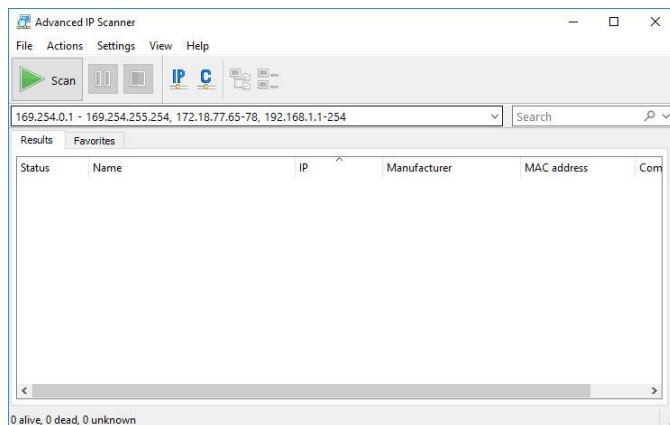 Advanced IP Scanner
File Actions Settings View Help
Scan IP C
169.254.0.1 - 169.254.255.254, 172.18.77.65-78, 192.168.1.1-254 Search
Results Favorites
Status Name IP Manufacturer MAC address Com
0 alive, 0 dead, 0 unknown